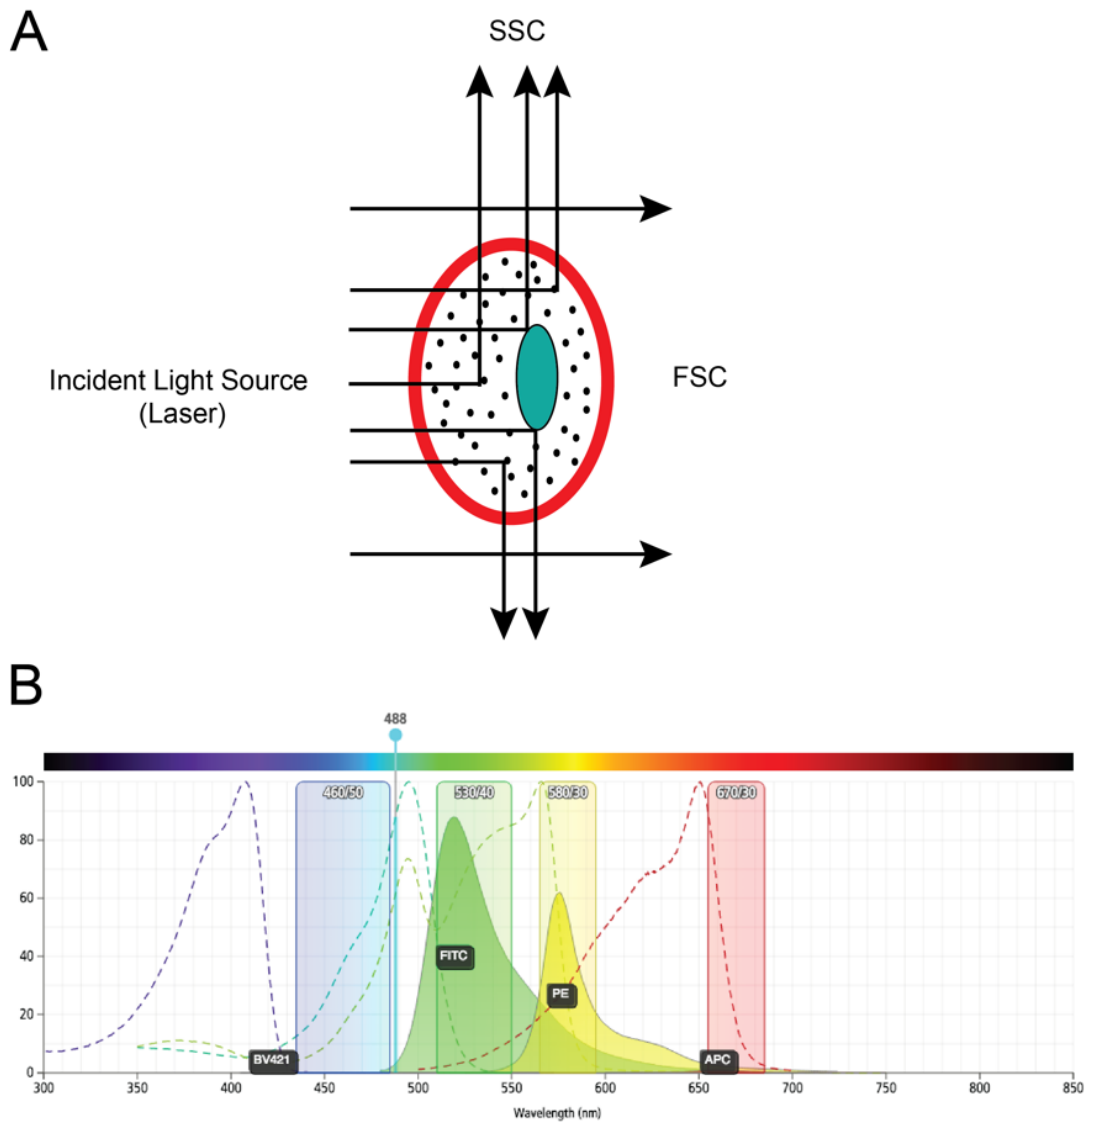 A
SSC
Incident Light Source
(Laser)
FSC
B
488
100
80
60
40
20
0
460/50
530/40
580/30
670/30
FITC
PE
BV421
APC
300 350 400 450 500 550 600 650 700 750 800 850
Wavelength (nm)